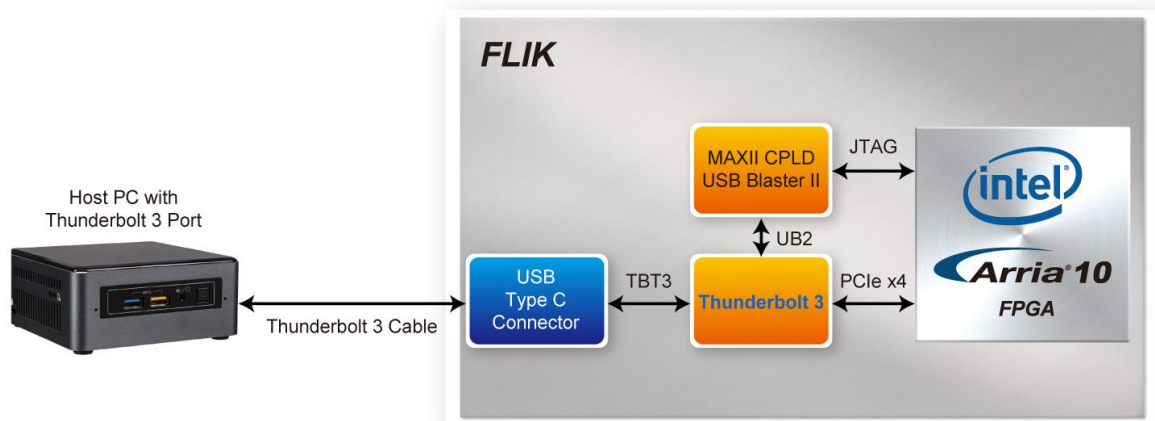 FLIK
Host PC with
Thunderbolt 3 Port
Thunderbolt 3 Cable
USB
Type C
Connector
TBT3
MAXII CPLD
USB Blaster II
UB2
Thunderbolt 3
JTAG
PCIe x4
intel®
Arria® 10
FPGA